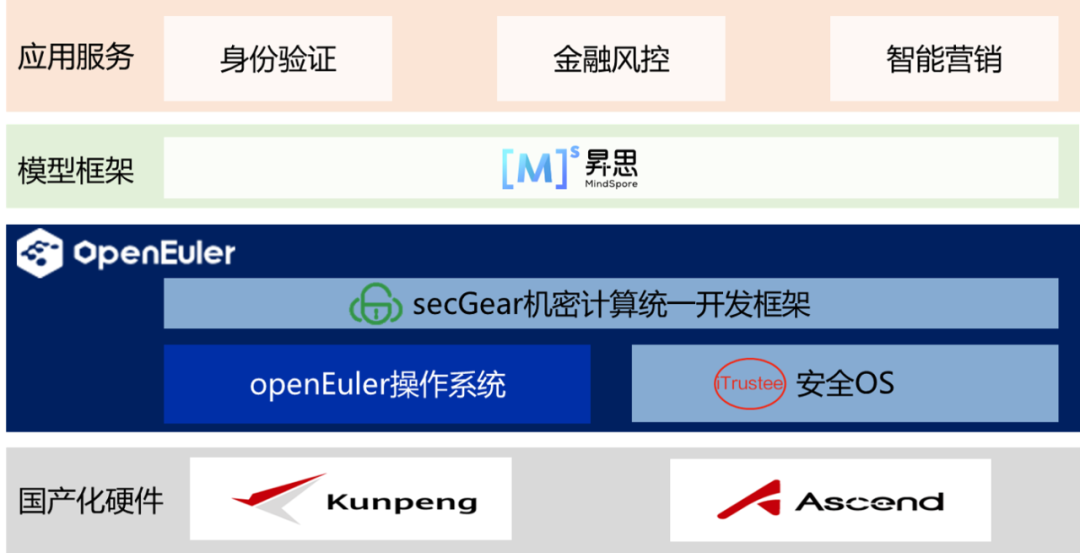 应用服务
身份验证
金融风控
智能营销
模型框架
[M]s 昇思
MindSpore
OpenEuler
secGear机密计算统一开发框架
openEuler操作系统
iTrustee 安全OS
国产化硬件
Kunpeng
Ascend